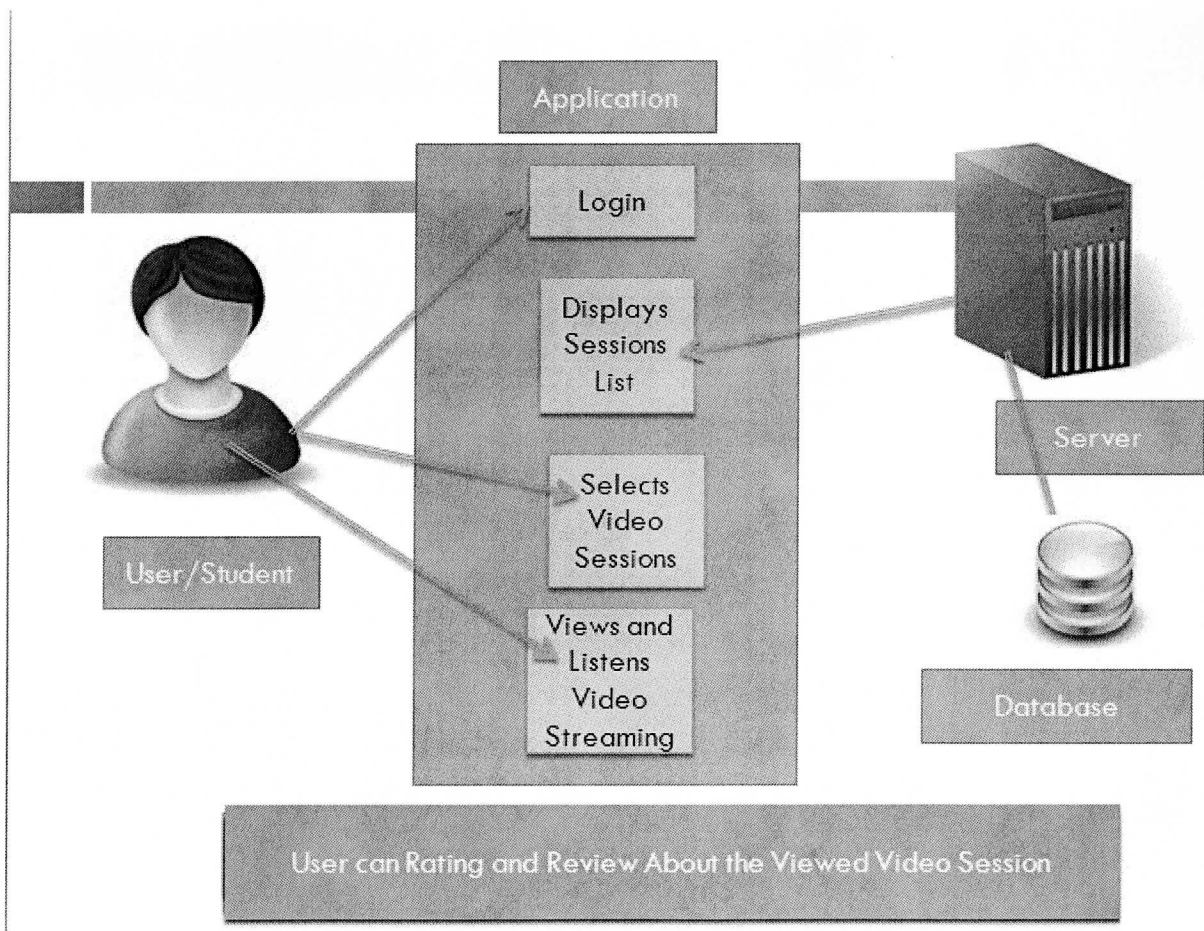 Application
Login
Displays
Sessions
List
Selects
Video
Sessions
Views and
Listens
Video
Streaming
User/Student
Server
Database
User can Rating and Review About the Viewed Video Session